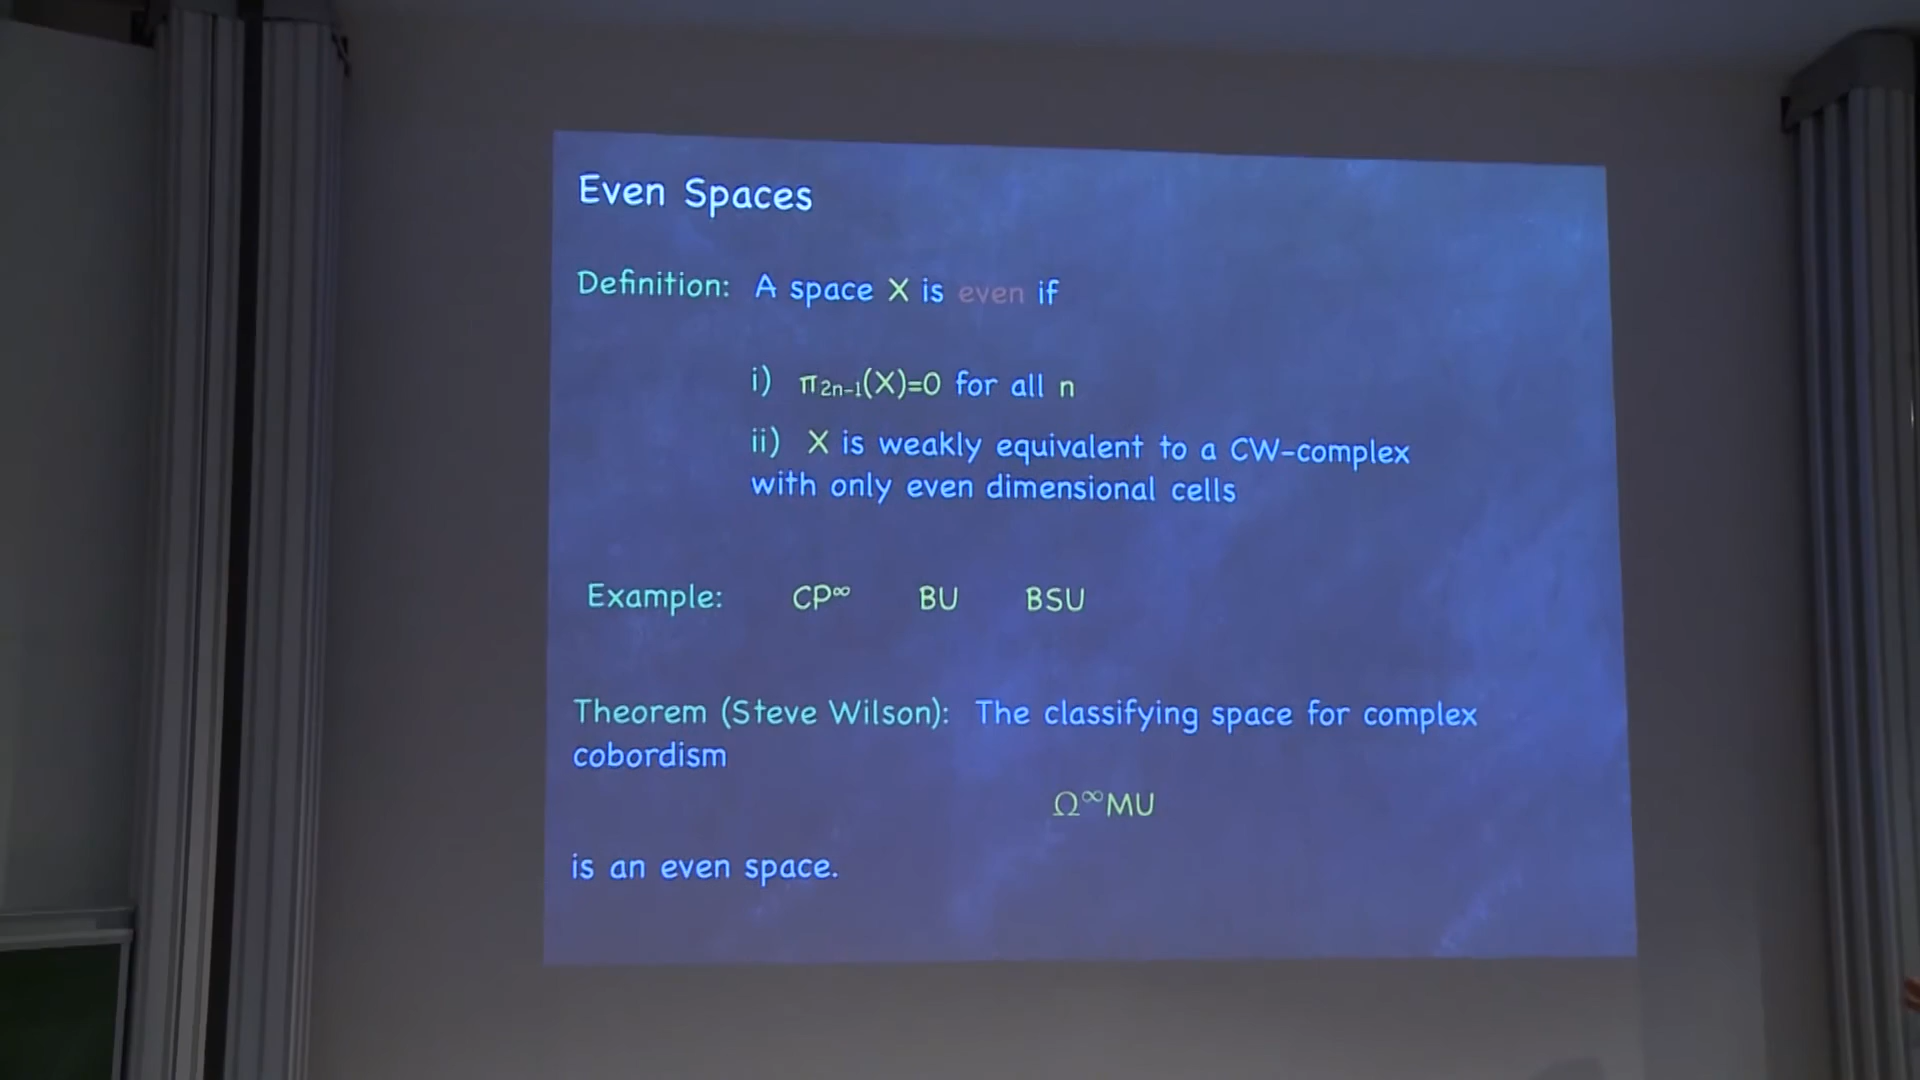 Even Spaces
Definition: A space X is even if
i) π₂ₙ₋₁(X)=0 for all n
ii) X is weakly equivalent to a CW-complex
with only even dimensional cells
Example: CP∞ BU BSU
Theorem (Steve Wilson): The classifying space for complex
cobordism
Ω∞MU
is an even space.